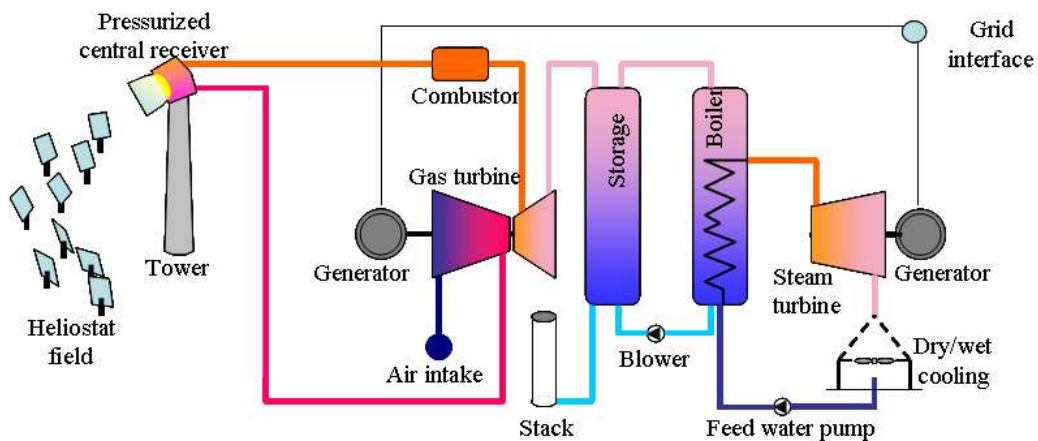 Pressurized
central receiver
Grid
interface
Combustor
Storage
Boiler
Gas turbine
Tower
Generator
Steam
turbine
Generator
Heliostat
field
Air intake
Blower
Dry/wet
cooling
Stack
Feed water pump